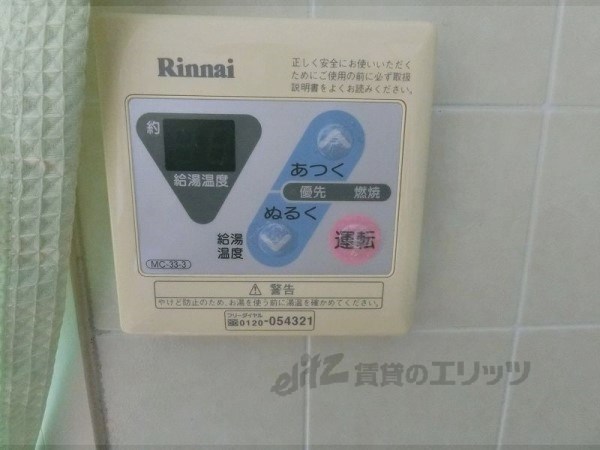 Rinnai
正しく安全にお使いいただく
ためにご使用の前に必ず取扱
説明書をよくお読みください。
約
給湯温度
あつく
優先 燃焼
ぬるく
給湯
温度
運転
MC-33-3
⚠ 警告
やけど防止のため、お湯を使う前に湯温を確かめてください。
フリーダイヤル
0120-054321
elitz 賃貸のエリッツ